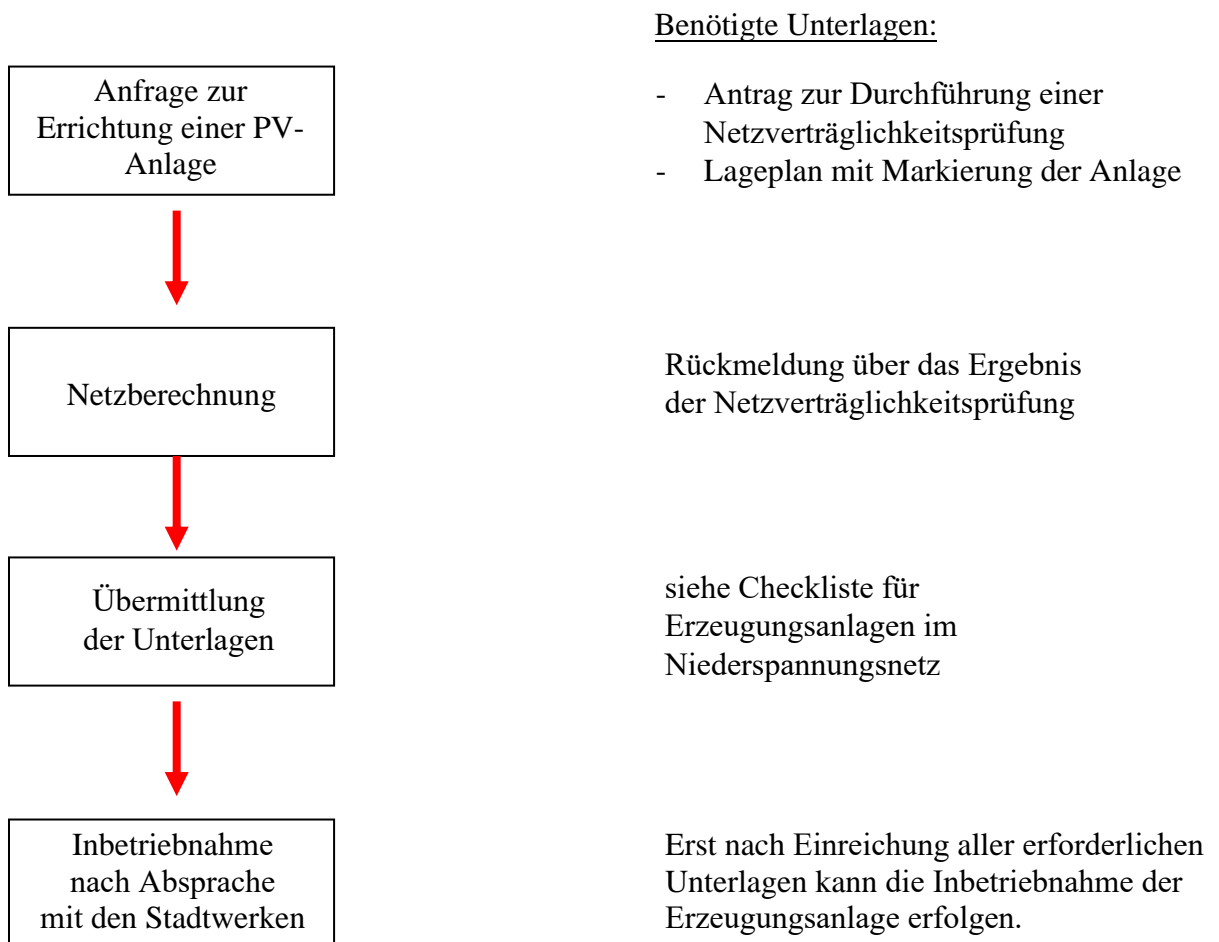 Benötigte Unterlagen:
Anfrage zur
Errichtung einer PV-
Anlage
- Antrag zur Durchführung einer
Netzverträglichkeitsprüfung
- Lageplan mit Markierung der Anlage
Netzberechnung
Rückmeldung über das Ergebnis
der Netzverträglichkeitsprüfung
Übermittlung
der Unterlagen
siehe Checkliste für
Erzeugungsanlagen im
Niederspannungsnetz
Inbetriebnahme
nach Absprache
mit den Stadtwerken
Erst nach Einreichung aller erforderlichen
Unterlagen kann die Inbetriebnahme der
Erzeugungsanlage erfolgen.